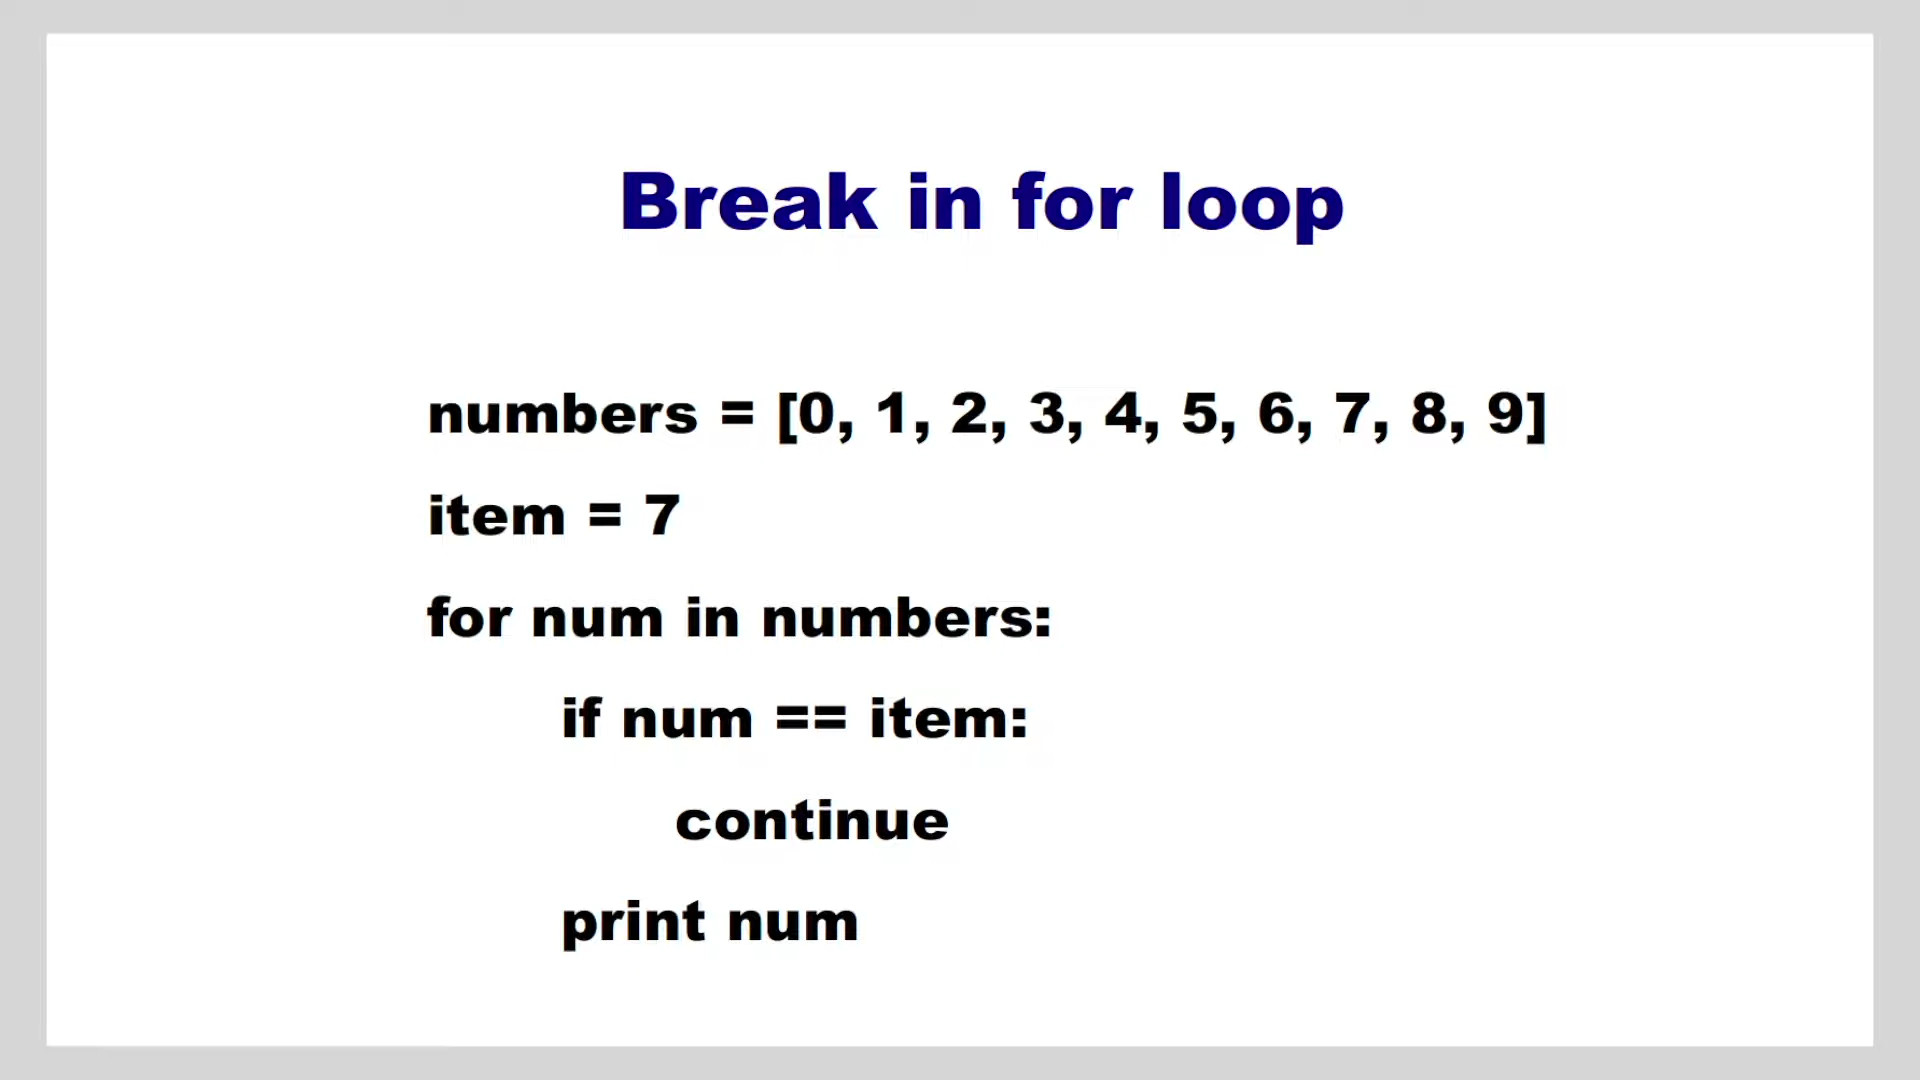 Break in for loop
numbers = [0, 1, 2, 3, 4, 5, 6, 7, 8, 9]
item = 7
for num in numbers:
if num == item:
continue
print num